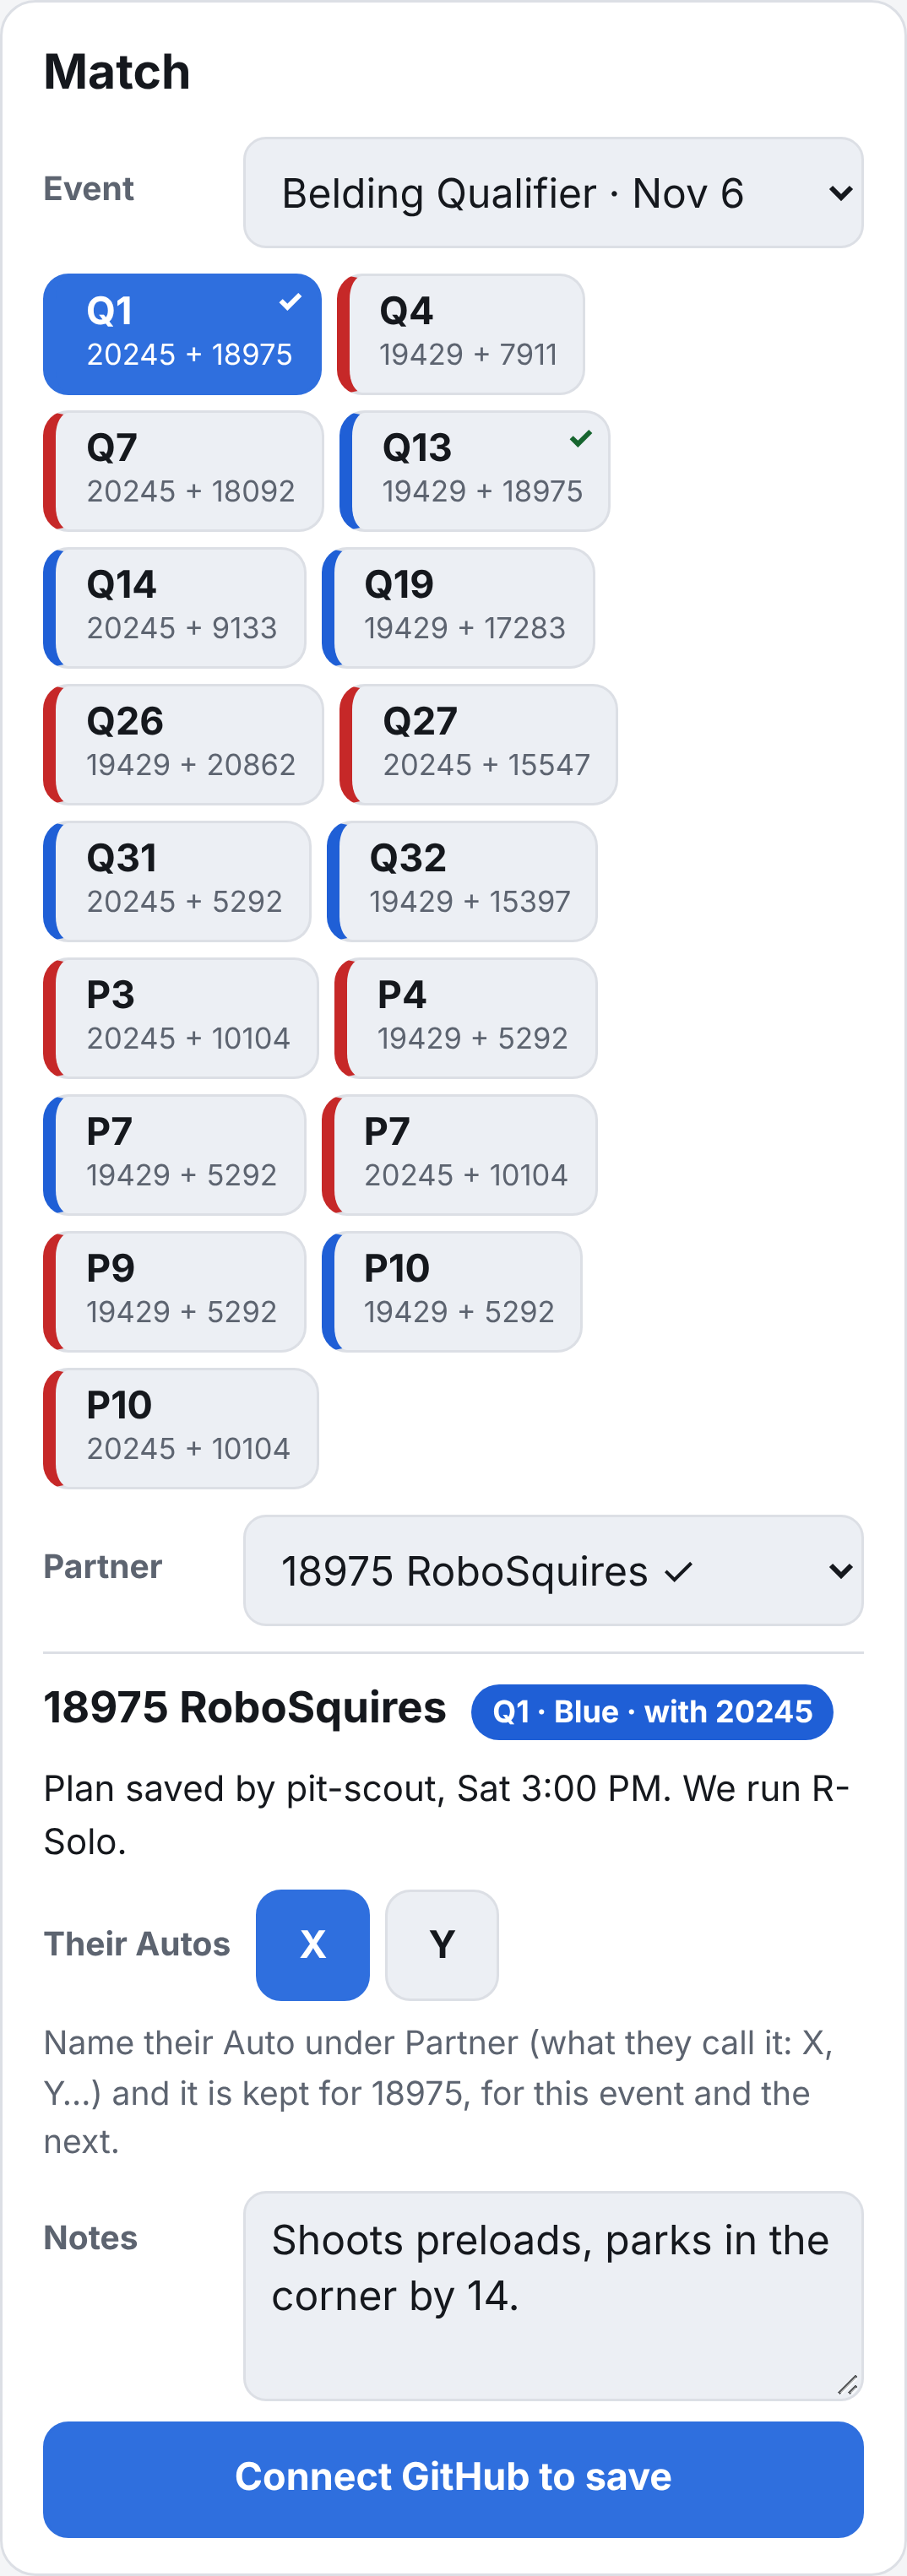 Match
Event
Belding Qualifier · Nov 6
Q1 ✓
20245 + 18975
Q4
19429 + 7911
Q7
20245 + 18092
Q13 ✓
19429 + 18975
Q14
20245 + 9133
Q19
19429 + 17283
Q26
19429 + 20862
Q27
20245 + 15547
Q31
20245 + 5292
Q32
19429 + 15397
P3
20245 + 10104
P4
19429 + 5292
P7
19429 + 5292
P7
20245 + 10104
P9
19429 + 5292
P10
19429 + 5292
P10
20245 + 10104
Partner
18975 RoboSquires ✓
18975 RoboSquires
Q1 · Blue · with 20245
Plan saved by pit-scout, Sat 3:00 PM. We run R-
Solo.
Their Autos
X
Y
Name their Auto under Partner (what they call it: X,
Y...) and it is kept for 18975, for this event and the
next.
Notes
Shoots preloads, parks in the
corner by 14.
Connect GitHub to save